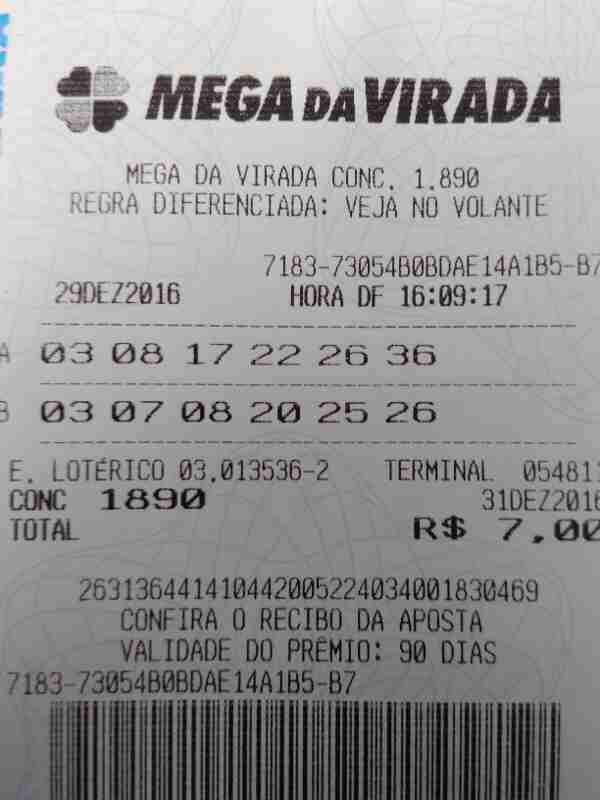 MEGA DA VIRADA
MEGA DA VIRADA CONC. 1.890
REGRA DIFERENCIADA: VEJA NO VOLANTE
7183-73054B0BDAE14A1B5-B7
29DEZ2016 HORA DF 16:09:17
A 03 08 17 22 26 36
B 03 07 08 20 25 26
E. LOTÉRICO 03.013536-2 TERMINAL 054811
CONC 1890 31DEZ2016
TOTAL R$ 7,00
263136441410442005224034001830469
CONFIRA O RECIBO DA APOSTA
VALIDADE DO PRÊMIO: 90 DIAS
7183-73054B0BDAE14A1B5-B7